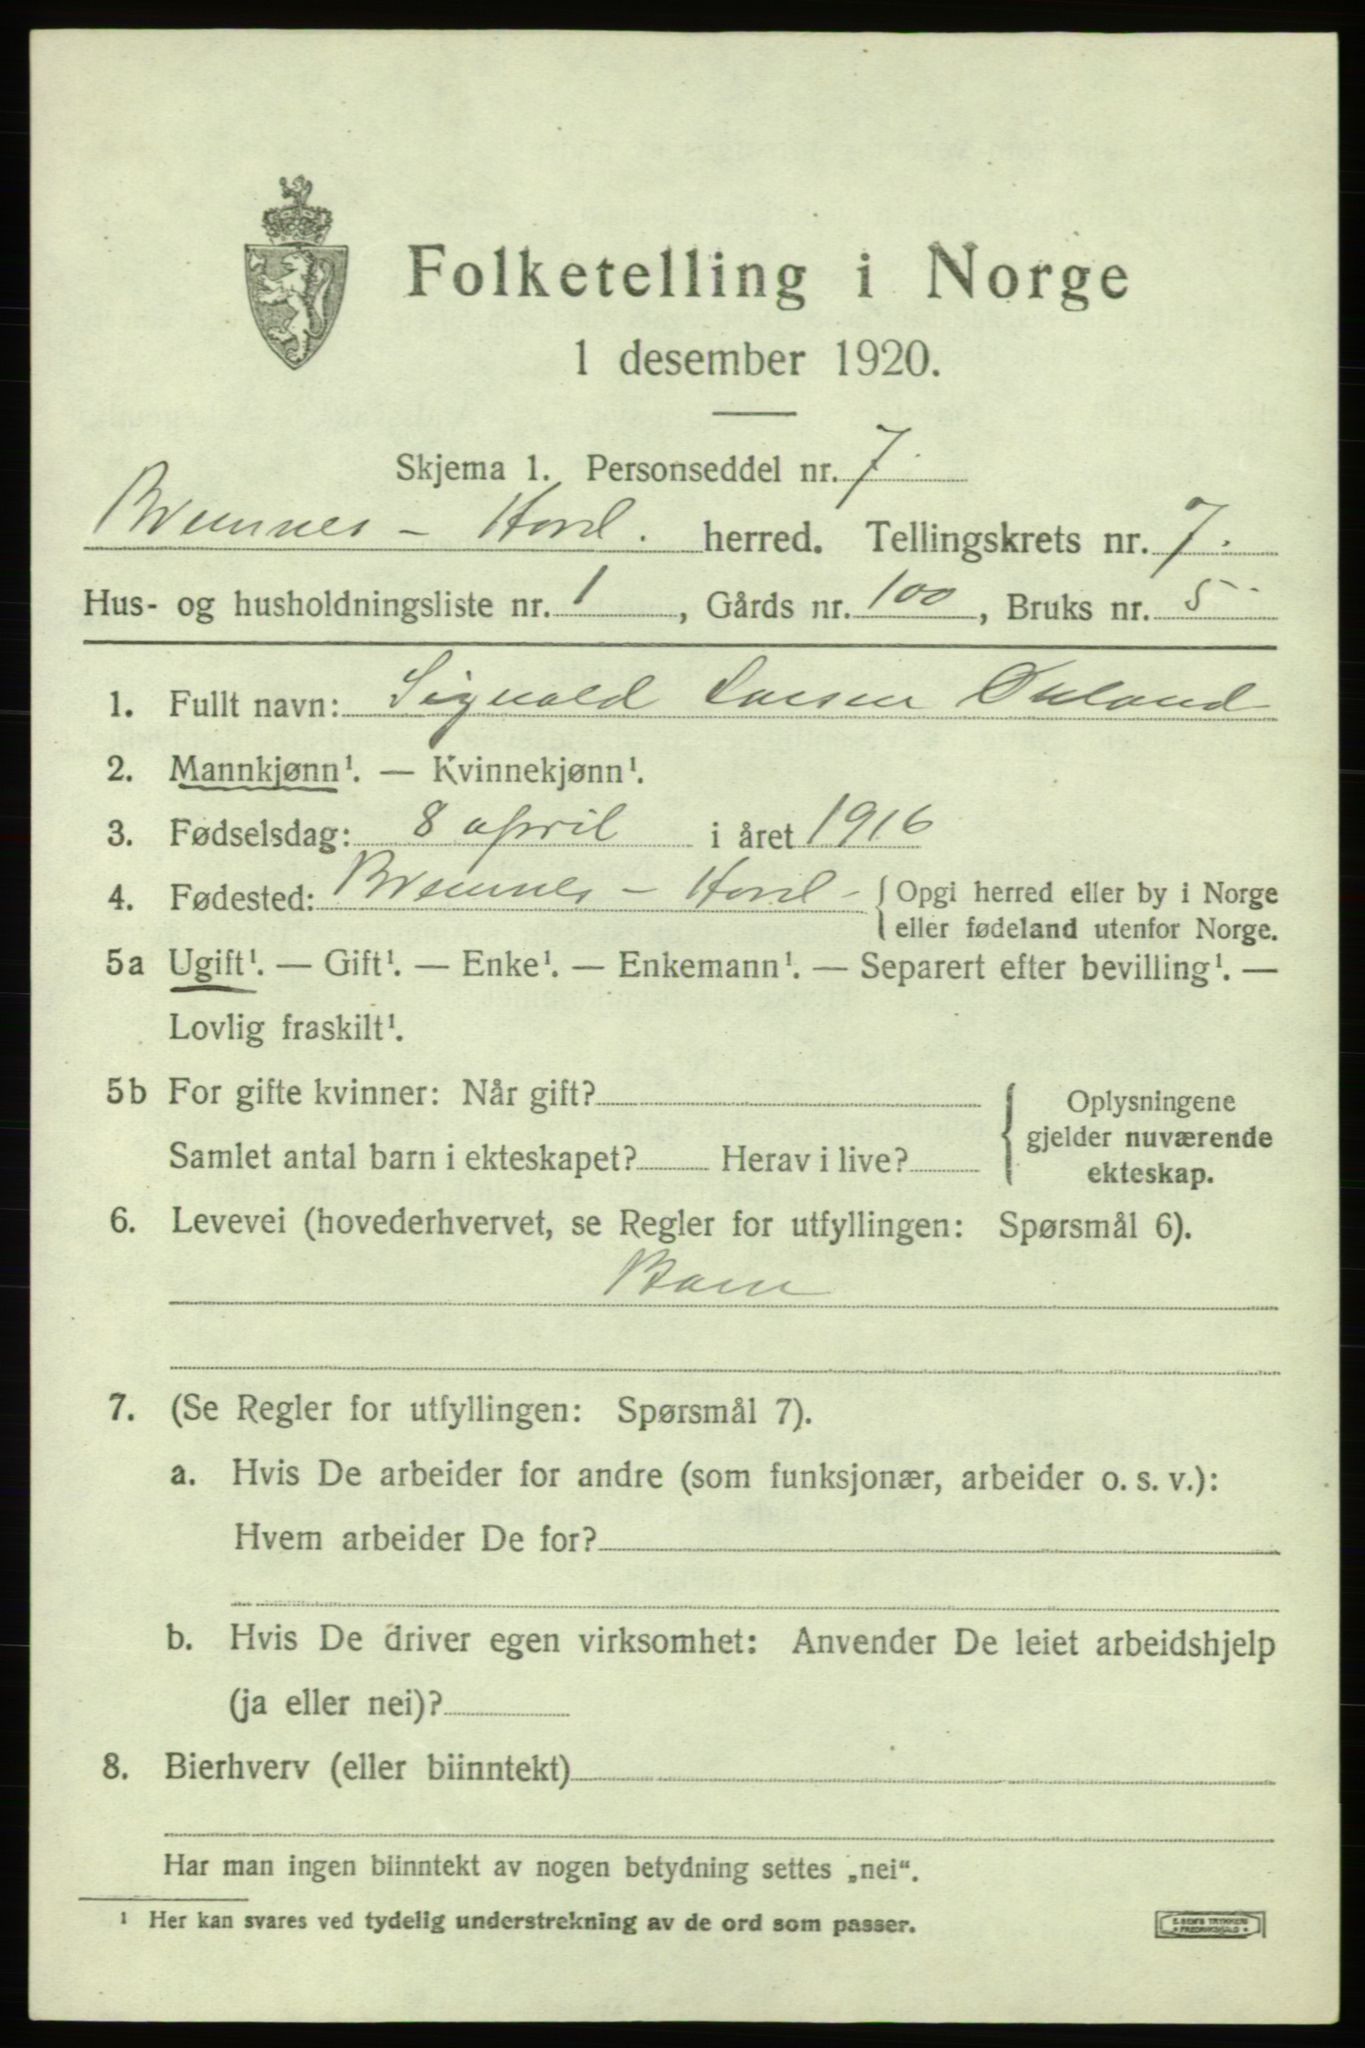 Folketelling i Norge
1 desember 1920.
Skjema 1. Personseddel nr. 7.
Bremnes – Hord. herred. Tellingskrets nr. 7.
Hus- og husholdningsliste nr. 1, Gårds nr. 100, Bruks nr. 5
1. Fullt navn: Sigvald Larsen
2. Mannkjønn¹. — Kvinnekjønn¹.
3. Fødselsdag: 8 april i året 1916
4. Fødested: Bremnes – Hord – { Opgi herred eller by i Norge
eller fødeland utenfor Norge.
5a Ugift¹. — Gift¹. — Enke¹. — Enkemann¹. — Separert efter bevilling¹. —
Lovlig fraskilt¹.
5b For gifte kvinner: Når gift?
Samlet antal barn i ekteskapet? Herav i live?
{ Oplysningene
gjelder nuværende
ekteskap.
6. Levevei (hovederhvervet, se Regler for utfyllingen: Spørsmål 6).
Barn
7. (Se Regler for utfyllingen: Spørsmål 7).
a. Hvis De arbeider for andre (som funksjonær, arbeider o. s. v.):
Hvem arbeider De for?
b. Hvis De driver egen virksomhet: Anvender De leiet arbeidshjelp
(ja eller nei)?
8. Bierhverv (eller biinntekt)
Har man ingen biinntekt av nogen betydning settes „nei“.
¹ Her kan svares ved tydelig understrekning av de ord som passer.